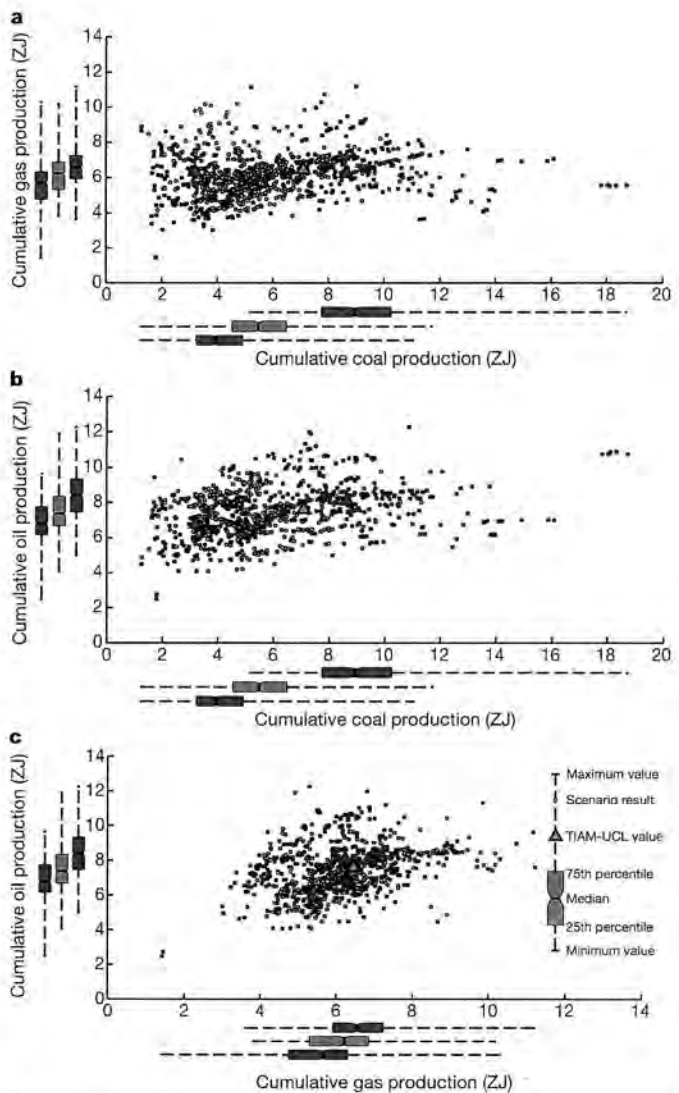 a
14
12
10
8
6
4
2
0
Cumulative gas production (ZJ)
0 2 4 6 8 10 12 14 16 18 20
Cumulative coal production (ZJ)
b
14
12
10
8
6
4
2
0
Cumulative oil production (ZJ)
0 2 4 6 8 10 12 14 16 18 20
Cumulative coal production (ZJ)
c
14
12
10
8
6
4
2
0
Cumulative oil production (ZJ)
Maximum value
Scenario result
TIAM-UCL value
75th percentile
Median
25th percentile
Minimum value
0 2 4 6 8 10 12 14
Cumulative gas production (ZJ)